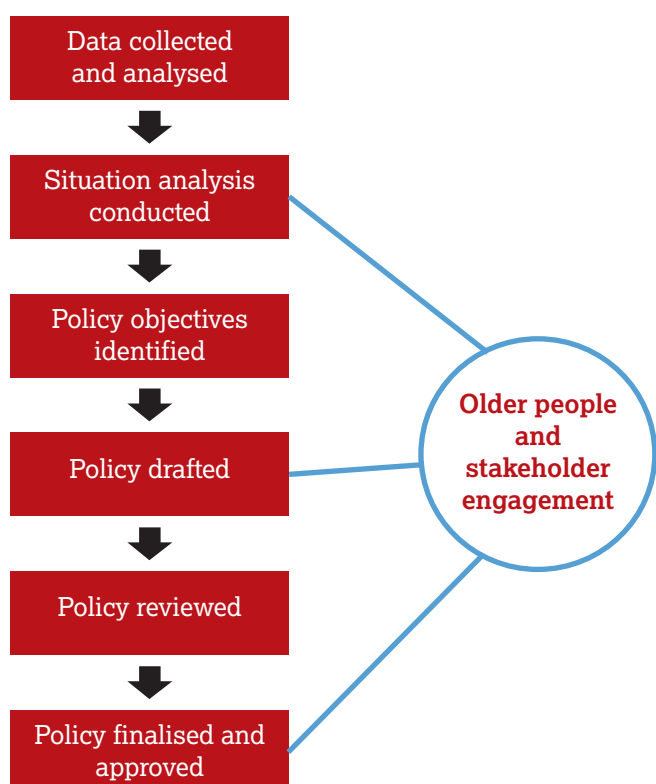 Data collected
and analysed
Situation analysis
conducted
Policy objectives
identified
Policy drafted
Policy reviewed
Policy finalised and
approved
Older people
and
stakeholder
engagement